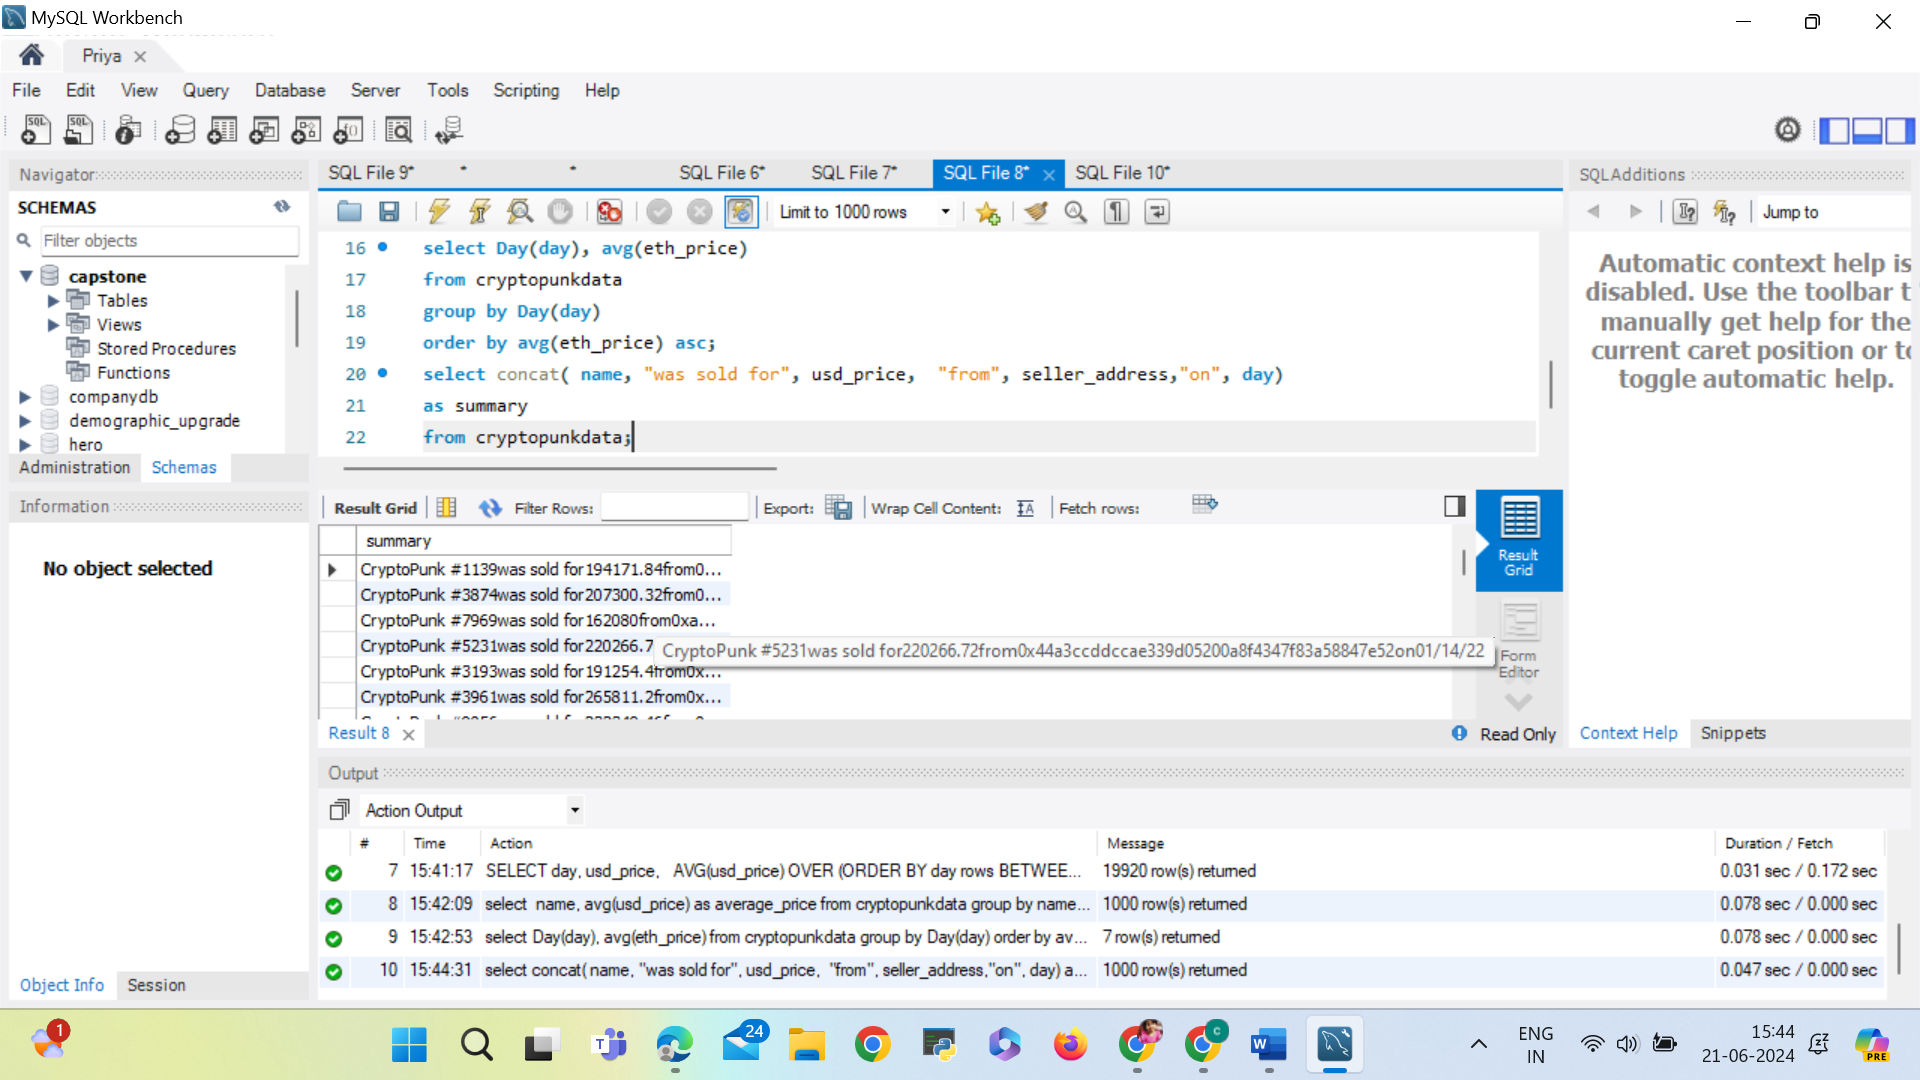 MySQL Workbench
Priya
File Edit View Query Database Server Tools Scripting Help
Navigator
SCHEMAS
Filter objects
capstone
Tables
Views
Stored Procedures
Functions
companydb
demographic_upgrade
hero
Administration Schemas
Information
No object selected
Object Info Session
SQL File 9* * * SQL File 6* SQL File 7* SQL File 8* SQL File 10*
Limit to 1000 rows
16 select Day(day), avg(eth_price)
17 from cryptopunkdata
18 group by Day(day)
19 order by avg(eth_price) asc;
20 select concat( name, "was sold for", usd_price, "from", seller_address,"on", day)
21 as summary
22 from cryptopunkdata;
Result Grid Filter Rows: Export: Wrap Cell Content: Fetch rows:
summary
CryptoPunk #1139was sold for194171.84from0...
CryptoPunk #3874was sold for207300.32from0...
CryptoPunk #7969was sold for162080from0xa...
CryptoPunk #5231was sold for220266.7
CryptoPunk #5231was sold for220266.72from0x44a3ccddccae339d05200a8f4347f83a58847e52on01/14/22
CryptoPunk #3193was sold for191254.4from0x...
CryptoPunk #3961was sold for265811.2from0x...
Result Grid
Form Editor
Result 8
Read Only
SQLAdditions
Jump to
Automatic context help is
disabled. Use the toolbar t
manually get help for the
current caret position or to
toggle automatic help.
Context Help Snippets
Output
Action Output
# Time Action Message Duration / Fetch
7 15:41:17 SELECT day, usd_price, AVG(usd_price) OVER (ORDER BY day rows BETWEE... 19920 row(s) returned 0.031 sec / 0.172 sec
8 15:42:09 select name, avg(usd_price) as average_price from cryptopunkdata group by name... 1000 row(s) returned 0.078 sec / 0.000 sec
9 15:42:53 select Day(day), avg(eth_price) from cryptopunkdata group by Day(day) order by av... 7 row(s) returned 0.078 sec / 0.000 sec
10 15:44:31 select concat( name, "was sold for", usd_price, "from", seller_address,"on", day) a... 1000 row(s) returned 0.047 sec / 0.000 sec
1
24
C
ENG
IN
15:44
21-06-2024
PRE